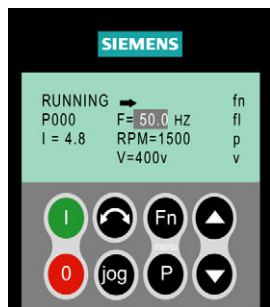 SIEMENS
RUNNING fn
P000 F= 50.0 HZ fl
I = 4.8 RPM=1500 p
V=400v v
I Fn
menu
0 jog P